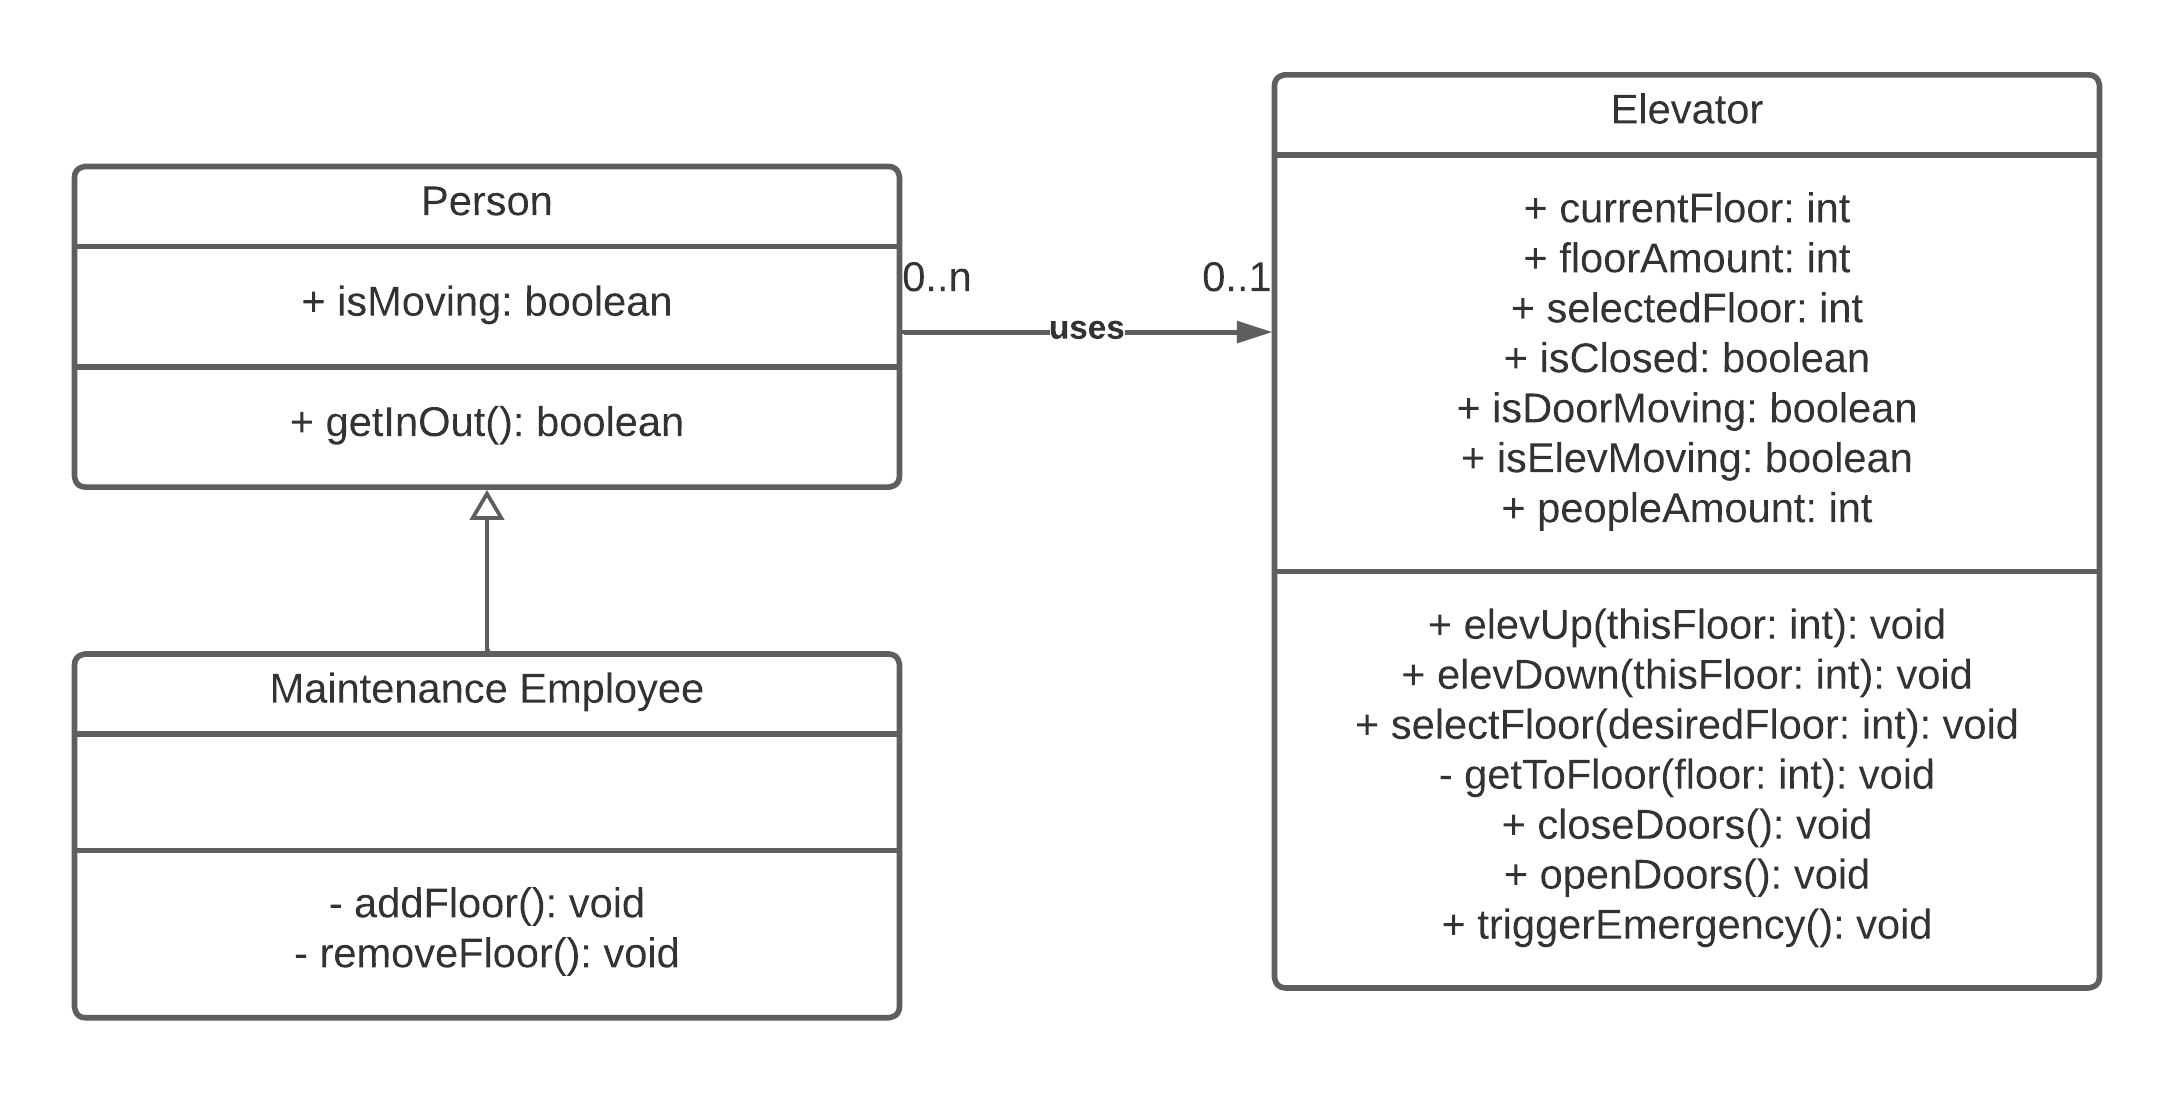 Person
+ isMoving: boolean
+ getInOut(): boolean
Maintenance Employee
- addFloor(): void
- removeFloor(): void
0..n
uses
0..1
Elevator
+ currentFloor: int
+ floorAmount: int
+ selectedFloor: int
+ isClosed: boolean
+ isDoorMoving: boolean
+ isElevMoving: boolean
+ peopleAmount: int
+ elevUp(thisFloor: int): void
+ elevDown(thisFloor: int): void
+ selectFloor(desiredFloor: int): void
- getToFloor(floor: int): void
+ closeDoors(): void
+ openDoors(): void
+ triggerEmergency(): void